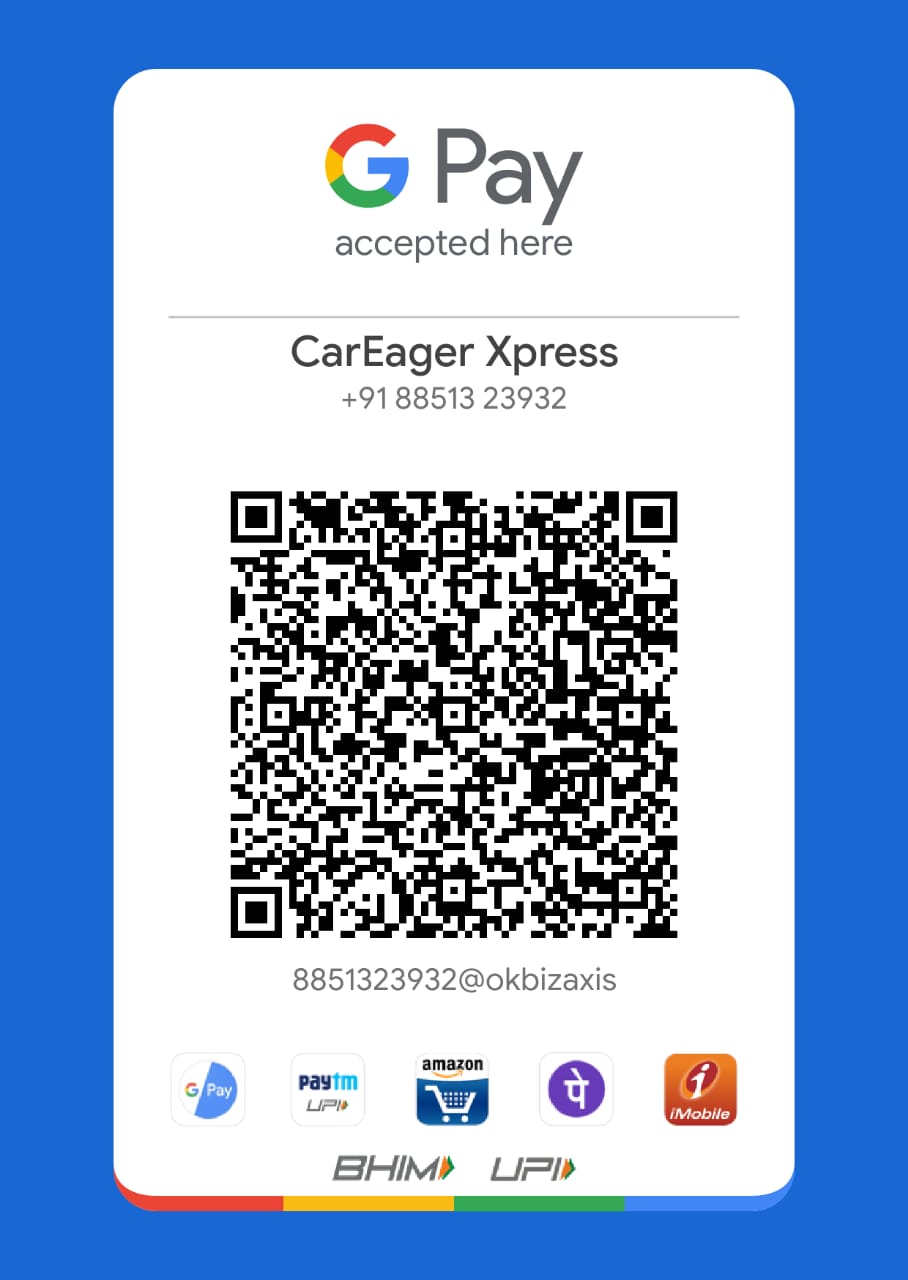 G Pay
accepted here
CarEager Xpress
+91 88513 23932
8851323932@okbizaxis
G Pay
paytm
UPI
amazon
पे
i
iMobile
BHIM UPI